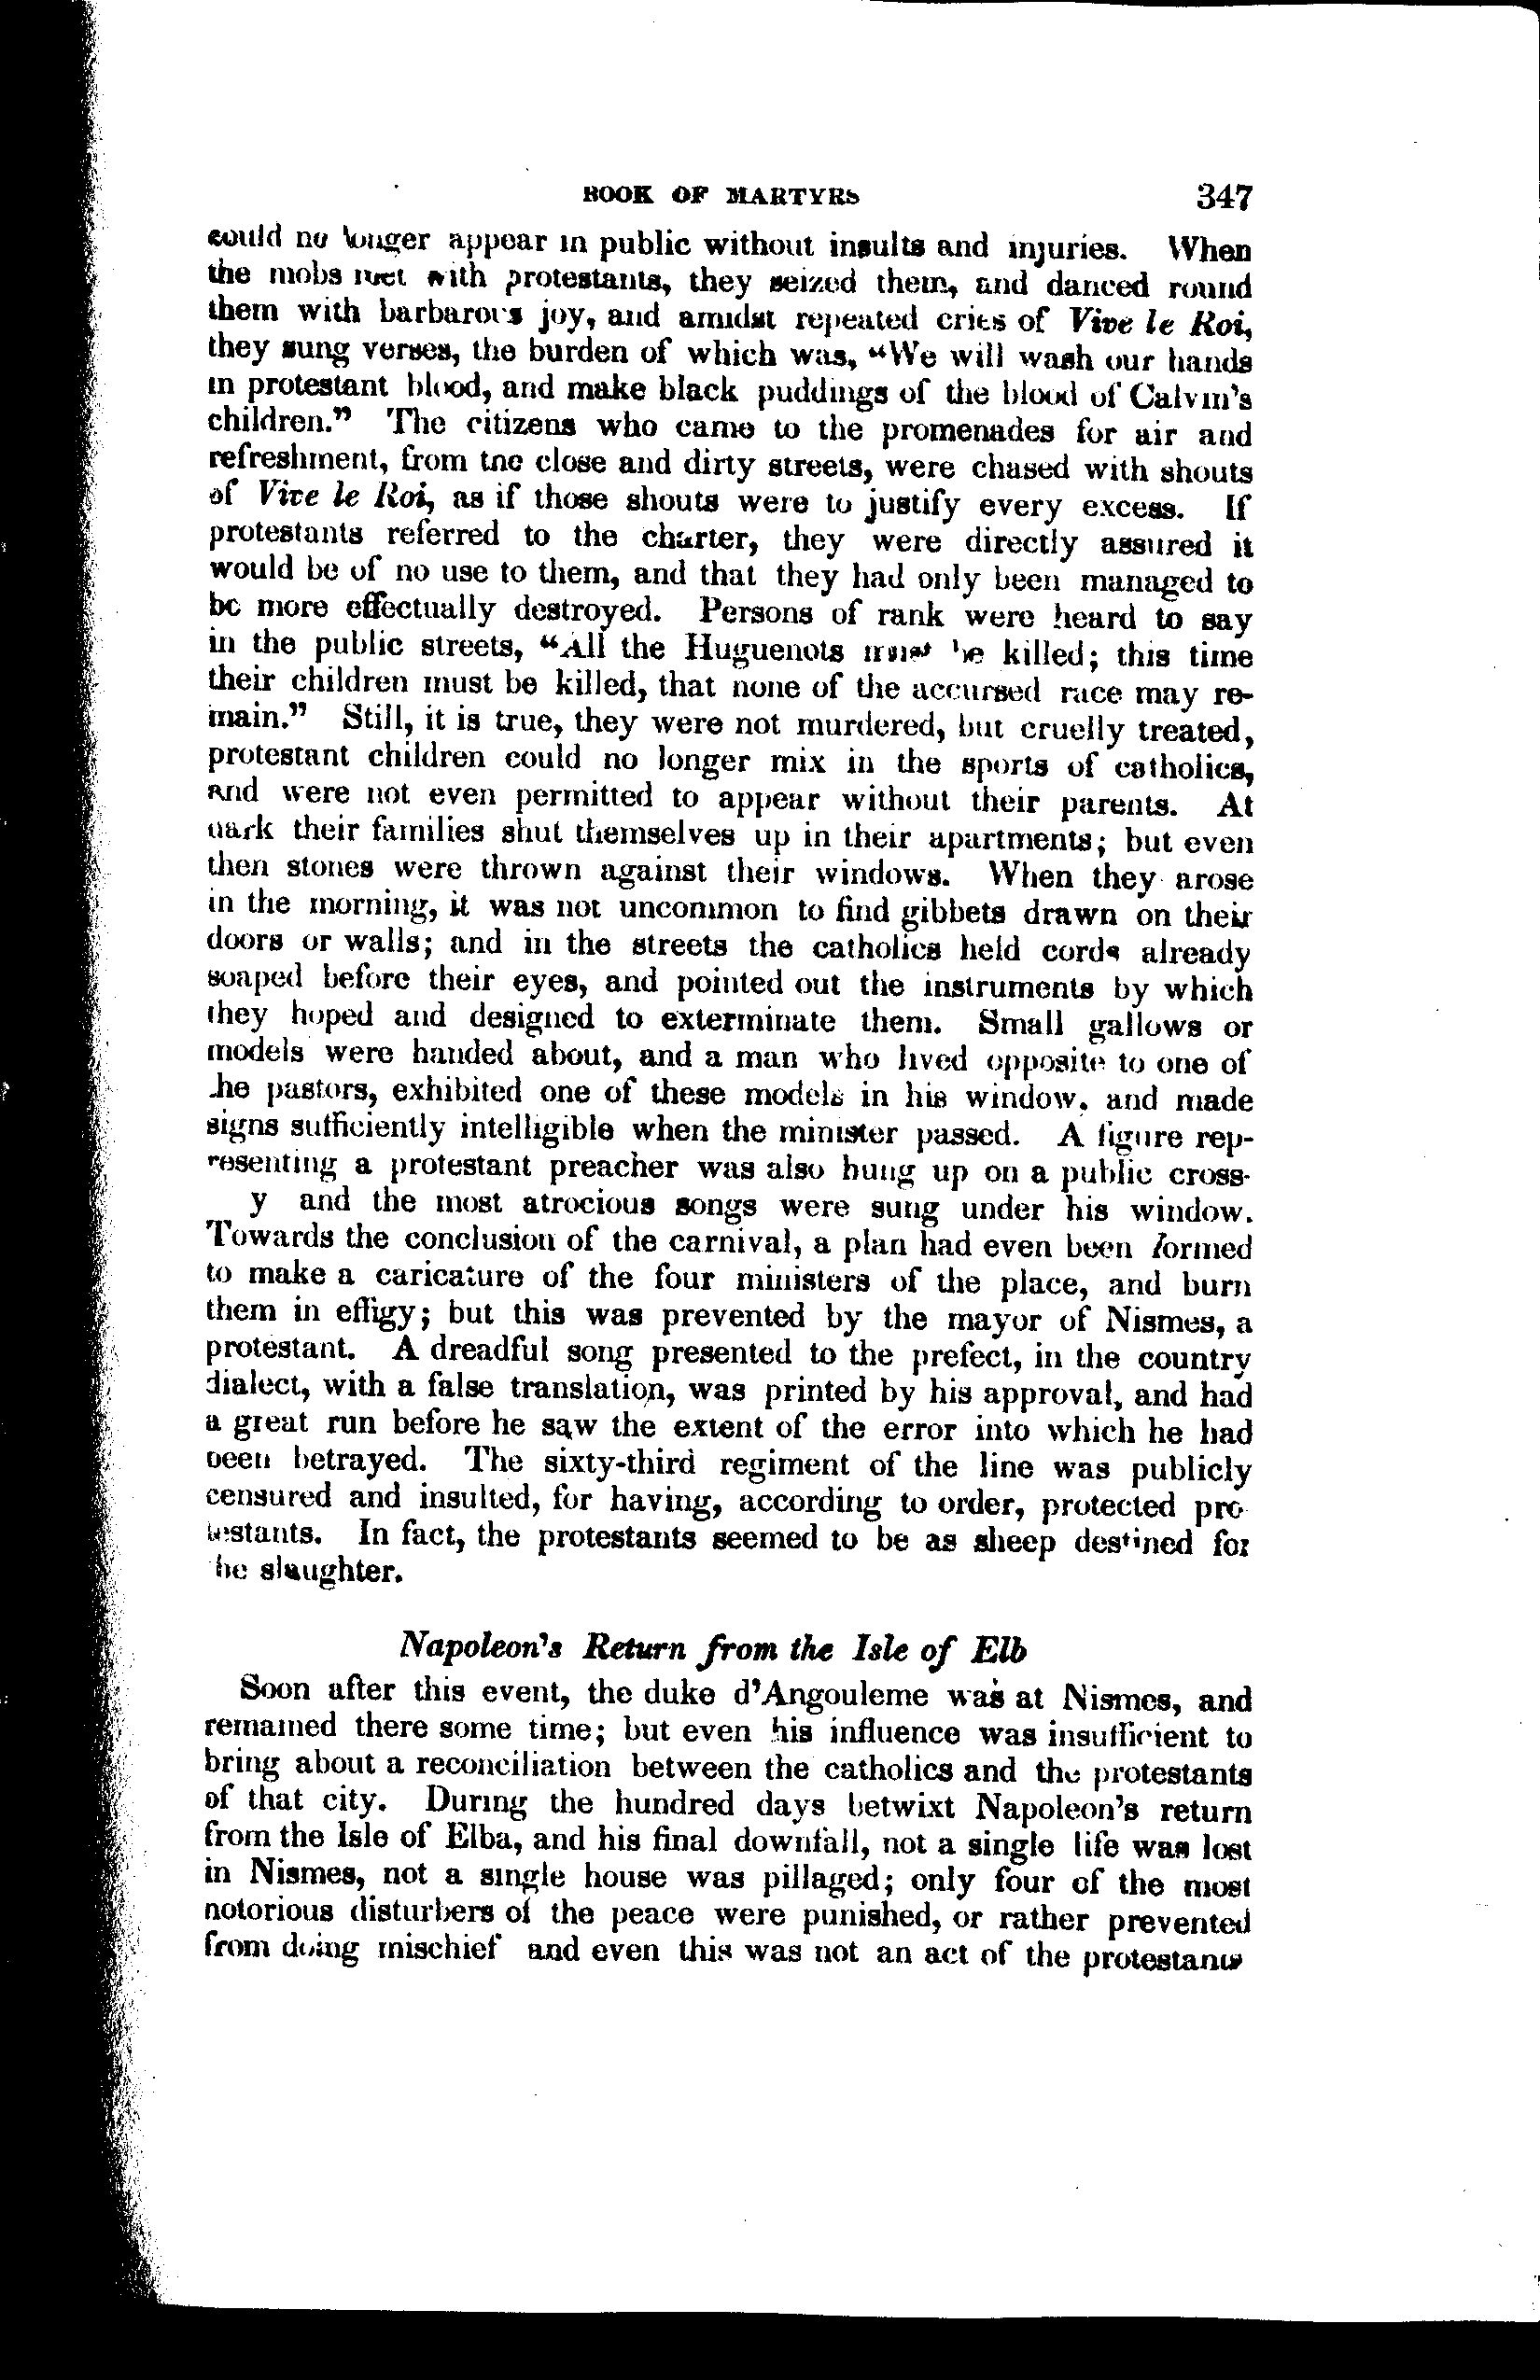 BOOK OF MARTYRS 347
could no longer appear in public without insults and injuries. When
the mobs met with protestants, they seized them, and danced round
them with barbarous joy, and amidst repeated cries of Vive le Roi,
they sung verses, the burden of which was, “We will wash our hands
in protestant blood, and make black puddings of the blood of Calvin’s
children.” The citizens who came to the promenades for air and
refreshment, from the close and dirty streets, were chased with shouts
of Vive le Roi, as if those shouts were to justify every excess. If
protestants referred to the charter, they were directly assured it
would be of no use to them, and that they had only been managed to
be more effectually destroyed. Persons of rank were heard to say
in the public streets, “All the Huguenots must be killed; this time
their children must be killed, that none of the accursed race may re-
main.” Still, it is true, they were not murdered, but cruelly treated,
protestant children could no longer mix in the sports of catholics,
and were not even permitted to appear without their parents. At
dark their families shut themselves up in their apartments; but even
then stones were thrown against their windows. When they arose
in the morning, it was not uncommon to find gibbets drawn on their
doors or walls; and in the streets the catholics held cords already
soaped before their eyes, and pointed out the instruments by which
they hoped and designed to exterminate them. Small gallows or
models were handed about, and a man who lived opposite to one of
he pastors, exhibited one of these models in his window, and made
signs sufficiently intelligible when the minister passed. A figure rep-
resenting a protestant preacher was also hung up on a public cross-
y and the most atrocious songs were sung under his window.
Towards the conclusion of the carnival, a plan had even been formed
to make a caricature of the four ministers of the place, and burn
them in effigy; but this was prevented by the mayor of Nismes, a
protestant. A dreadful song presented to the prefect, in the country
dialect, with a false translation, was printed by his approval, and had
a great run before he saw the extent of the error into which he had
been betrayed. The sixty-third regiment of the line was publicly
censured and insulted, for having, according to order, protected pro
testants. In fact, the protestants seemed to be as sheep destined for
he slaughter.
Napoleon’s Return from the Isle of Elb
Soon after this event, the duke d’Angouleme was at Nismes, and
remained there some time; but even his influence was insufficient to
bring about a reconciliation between the catholics and the protestants
of that city. During the hundred days betwixt Napoleon’s return
from the Isle of Elba, and his final downfall, not a single life was lost
in Nismes, not a single house was pillaged; only four of the most
notorious disturbers of the peace were punished, or rather prevented
from doing mischief and even this was not an act of the protestants